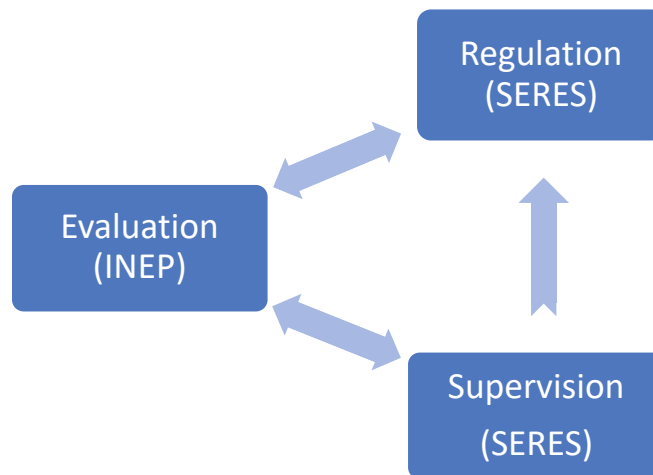 Regulation
(SERES)
Evaluation
(INEP)
Supervision
(SERES)